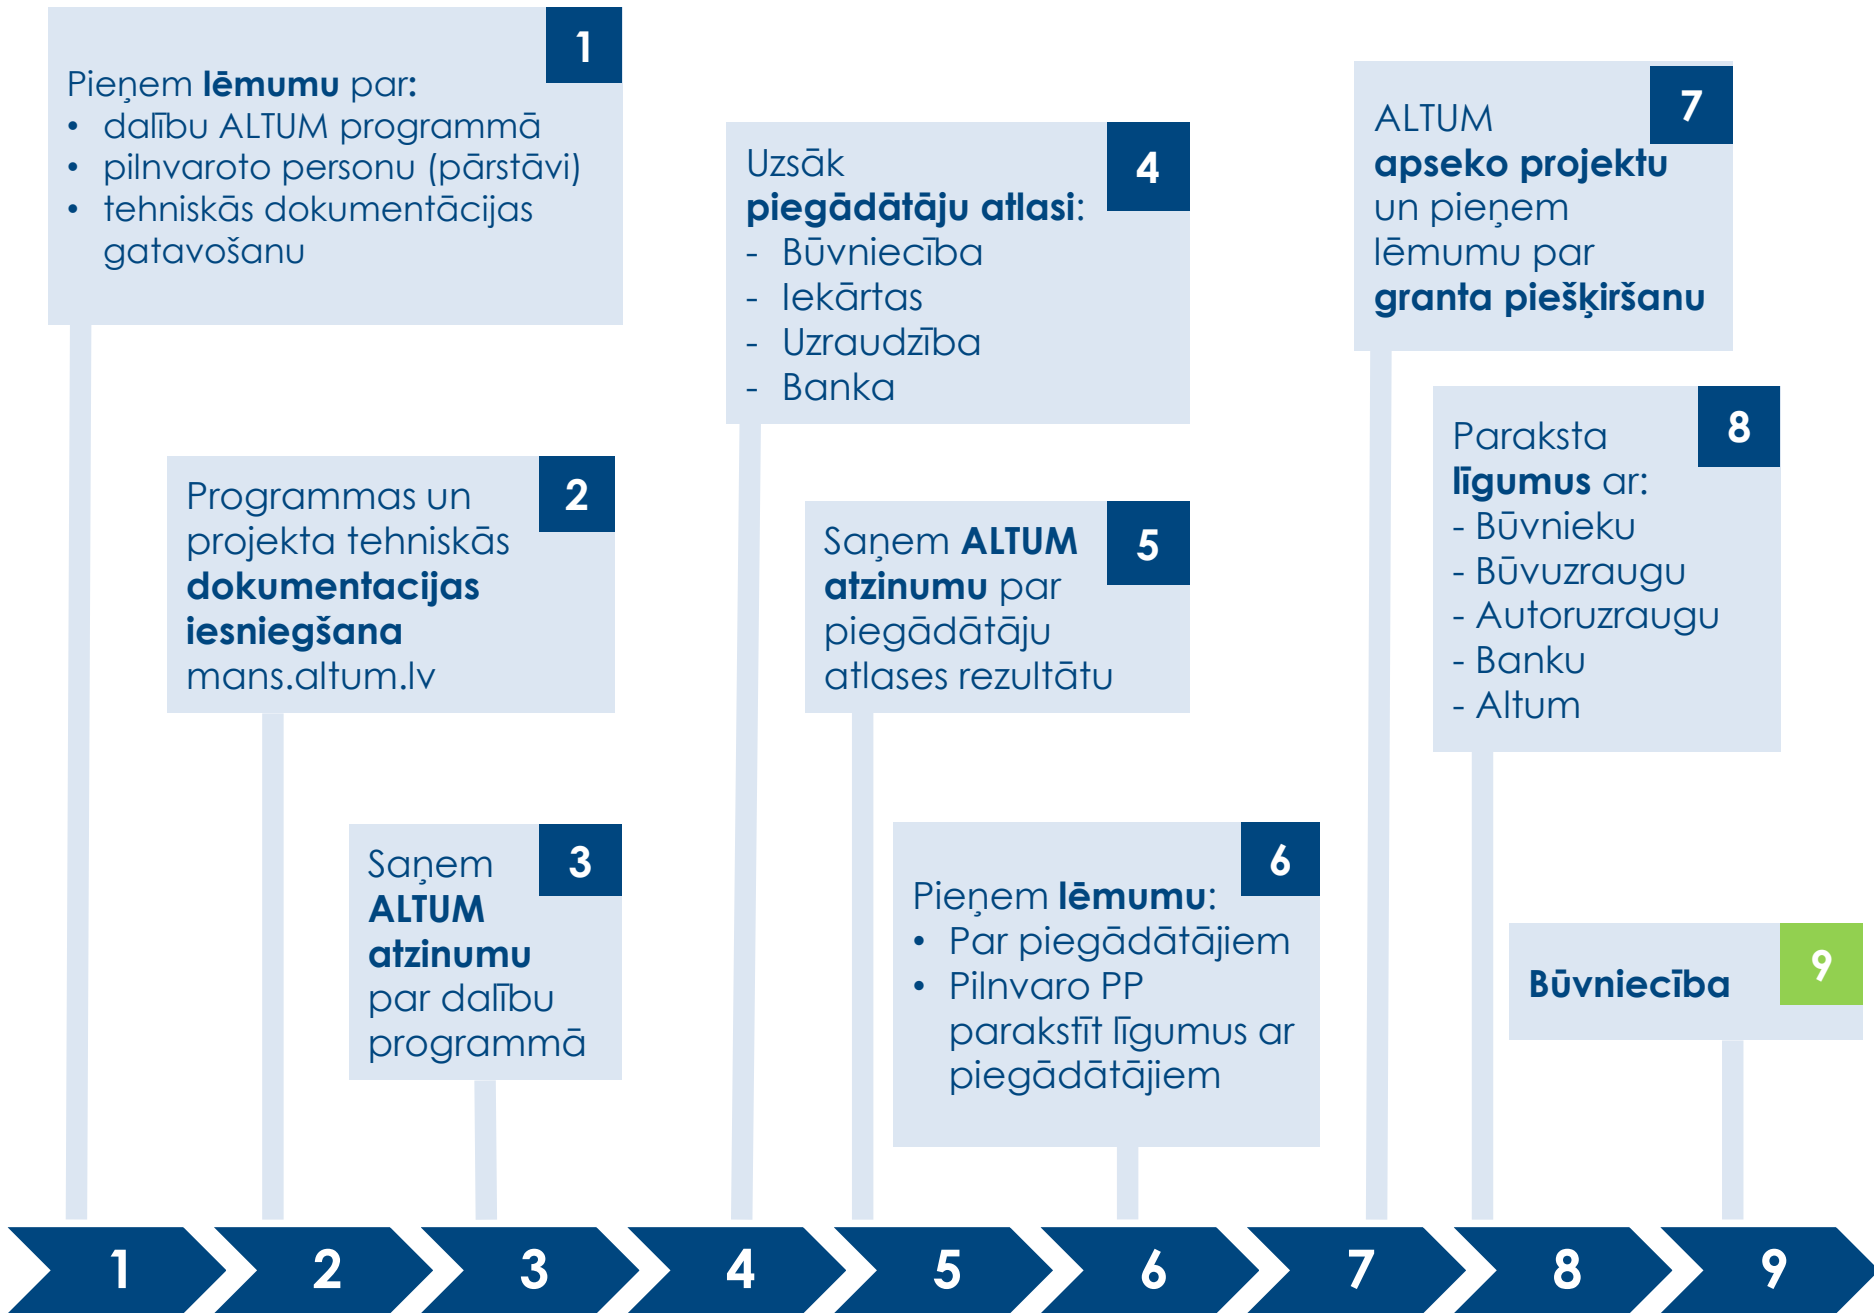 1
Pieņem lēmumu par:
• dalību ALTUM programmā
• pilnvaroto personu (pārstāvi)
• tehniskās dokumentācijas
gatavošanu
2
Programmas un
projekta tehniskās
dokumentacijas
iesniegšana
mans.altum.lv
3
Saņem
ALTUM
atzinumu
par dalību
programmā
4
Uzsāk
piegādātāju atlasi:
- Būvniecība
- Iekārtas
- Uzraudzība
- Banka
5
Saņem ALTUM
atzinumu par
piegādātāju
atlases rezultātu
6
Pieņem lēmumu:
• Par piegādātājiem
• Pilnvaro PP
parakstīt līgumus ar
piegādātājiem
7
ALTUM
apseko projektu
un pieņem
lēmumu par
granta piešķiršanu
8
Paraksta
līgumus ar:
- Būvnieku
- Būvuzraugu
- Autoruzraugu
- Banku
- Altum
9
Būvniecība
1 2 3 4 5 6 7 8 9